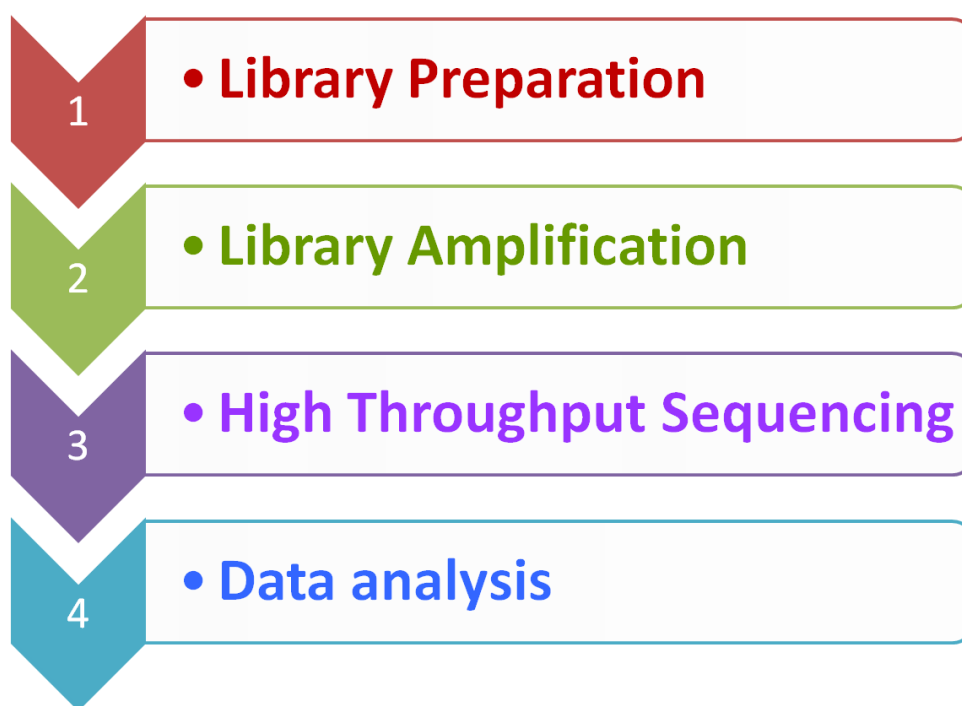 1
• Library Preparation
2
• Library Amplification
3
• High Throughput Sequencing
4
• Data analysis